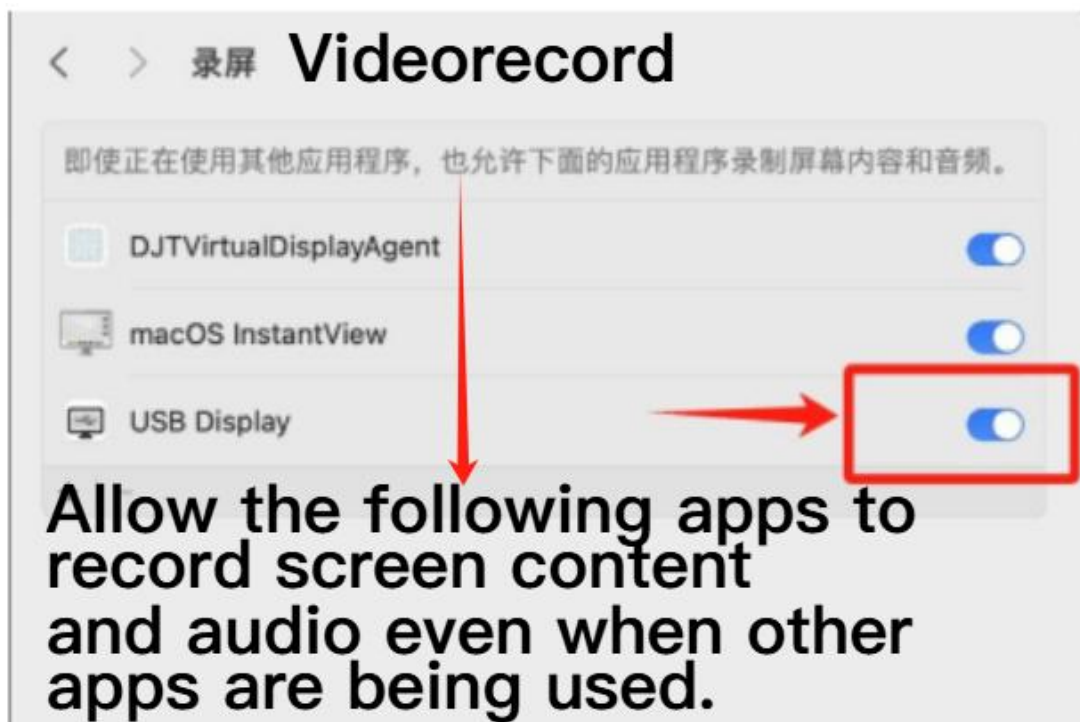 录屏 Videorecord
即使正在使用其他应用程序，也允许下面的应用程序录制屏幕内容和音频。
DJTVirtualDisplayAgent
macOS InstantView
USB Display
Allow the following apps to
record screen content
and audio even when other
apps are being used.